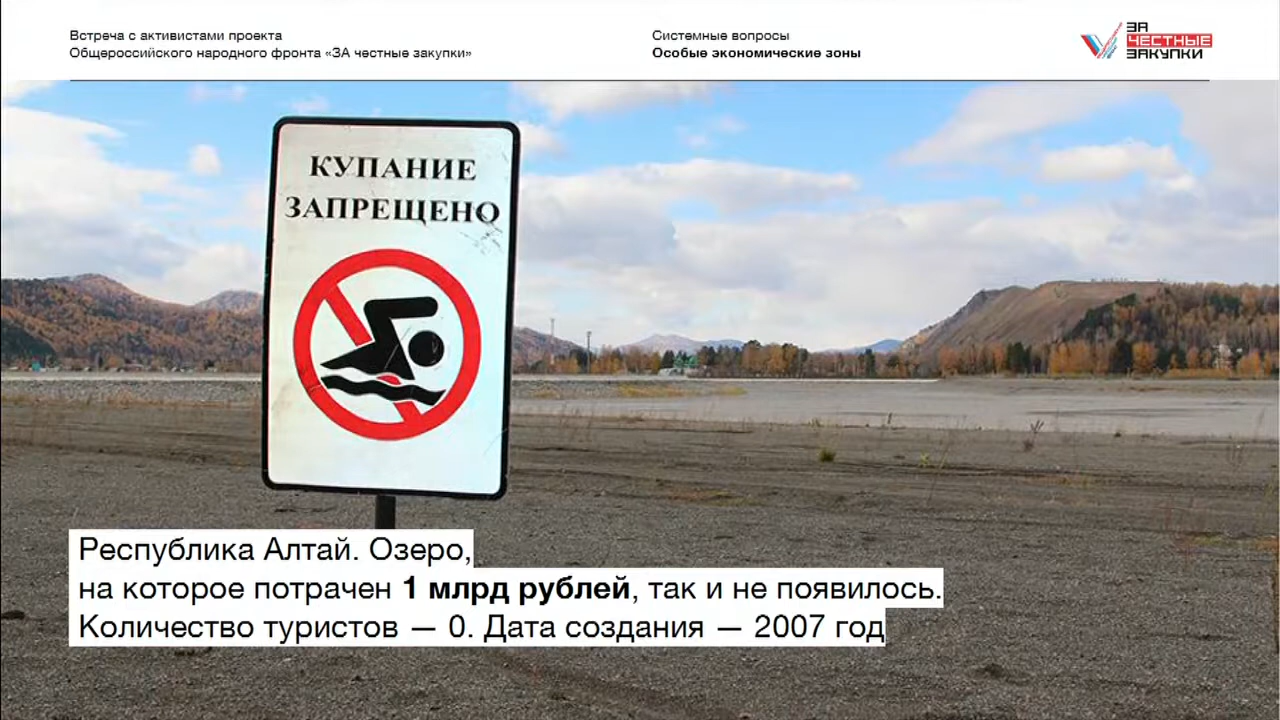 Встреча с активистами проекта
Общероссийского народного фронта «ЗА честные закупки»
Системные вопросы
Особые экономические зоны
ЗА
ЧЕСТНЫЕ
ЗАКУПКИ
КУПАНИЕ
ЗАПРЕЩЕНО
Республика Алтай. Озеро,
на которое потрачен 1 млрд рублей, так и не появилось.
Количество туристов — 0. Дата создания — 2007 год